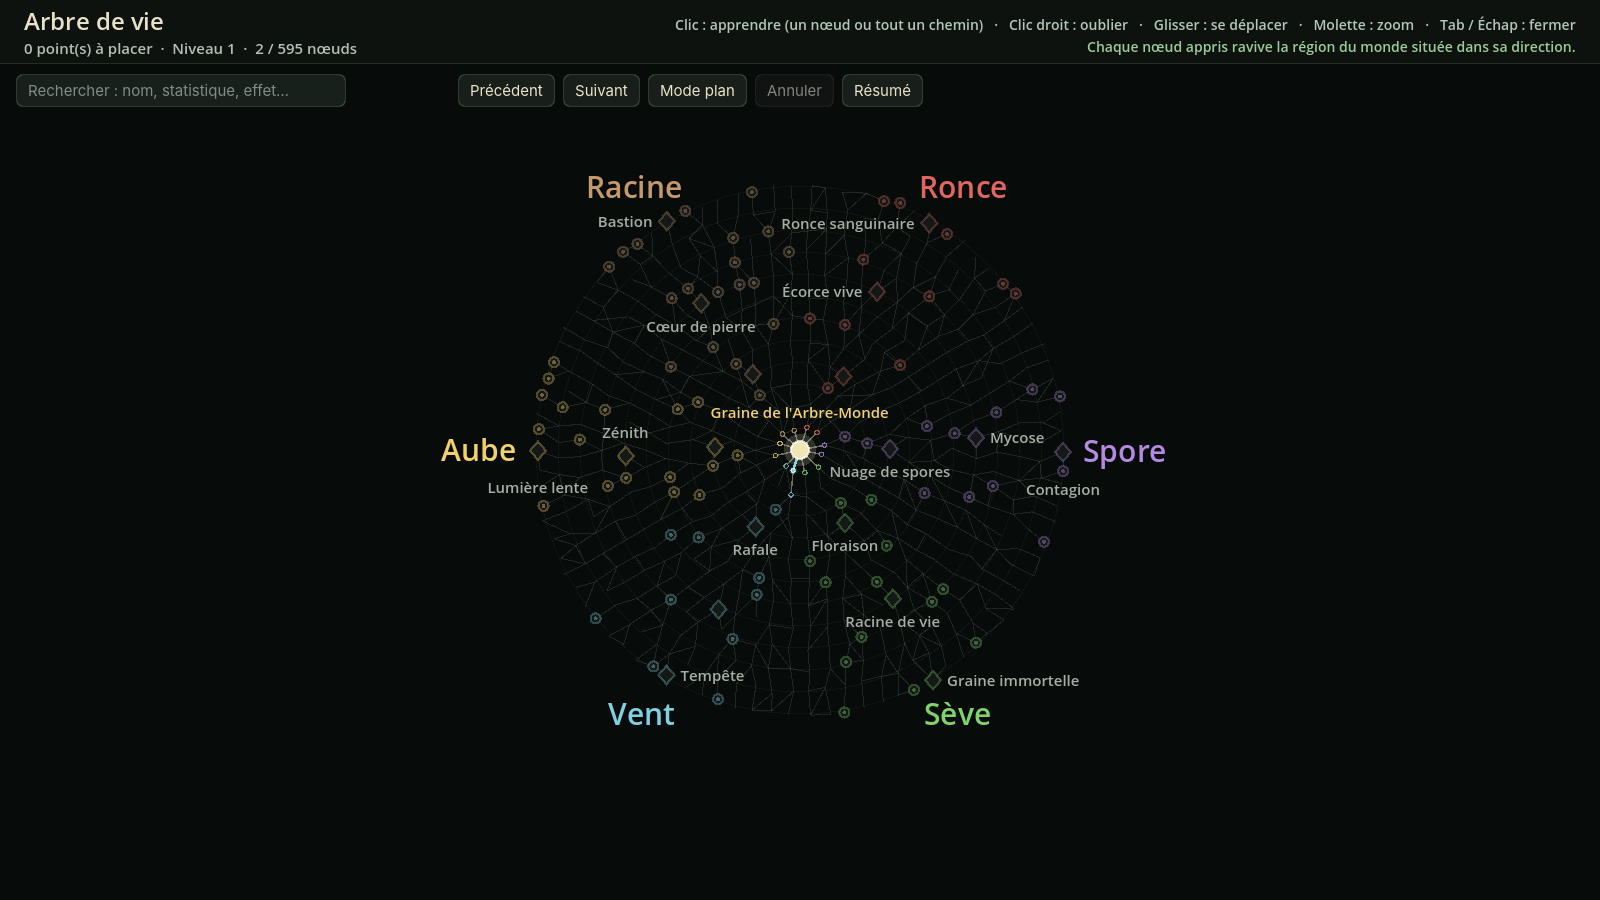 Arbre de vie
0 point(s) à placer · Niveau 1 · 2 / 595 nœuds
Clic : apprendre (un nœud ou tout un chemin) · Clic droit : oublier · Glisser : se déplacer · Molette : zoom · Tab / Échap : fermer
Chaque nœud appris ravive la région du monde située dans sa direction.
Rechercher : nom, statistique, effet...
Précédent
Suivant
Mode plan
Annuler
Résumé
Racine
Ronce
Bastion
Ronce sanguinaire
Écorce vive
Cœur de pierre
Graine de l'Arbre-Monde
Zénith
Mycose
Aube
Spore
Nuage de spores
Lumière lente
Contagion
Rafale
Floraison
Racine de vie
Tempête
Graine immortelle
Vent
Sève